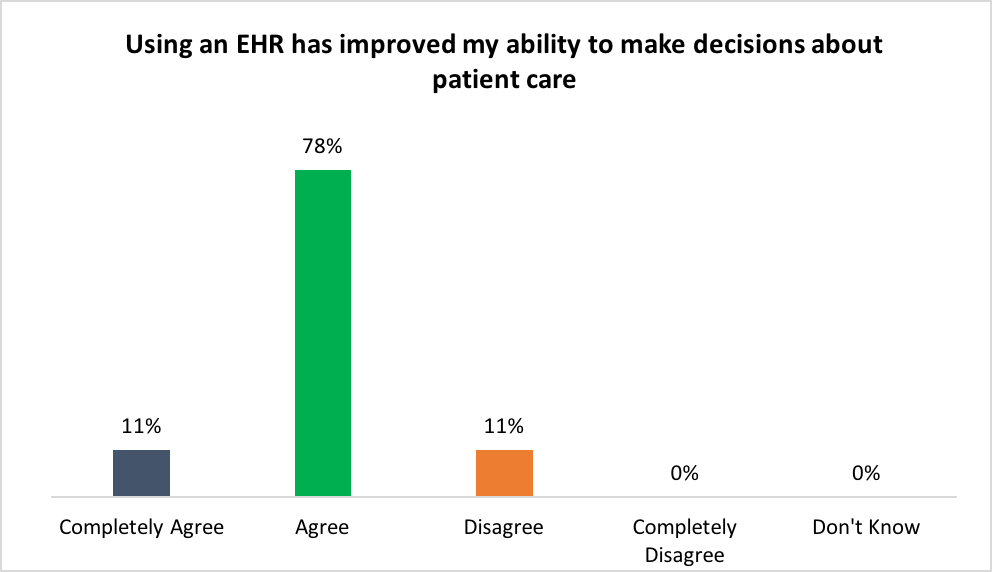 Using an EHR has improved my ability to make decisions about
patient care
78%
11%
11%
0%
0%
Completely Agree
Agree
Disagree
Completely
Disagree
Don't Know